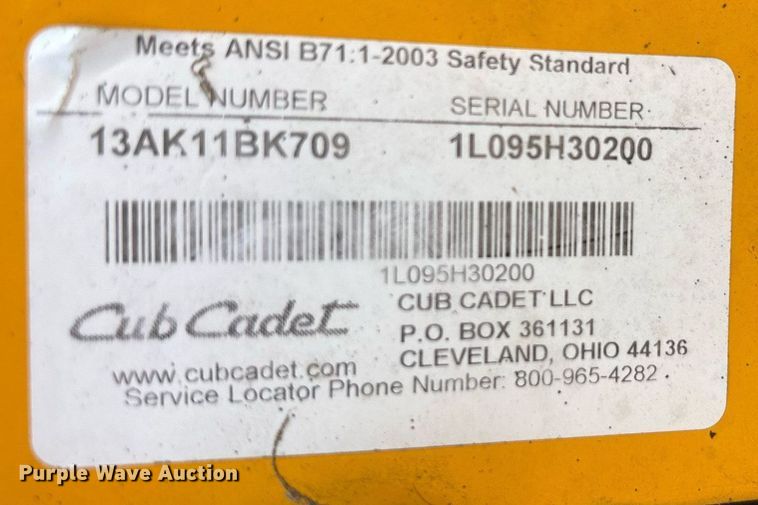 Meets ANSI B71.1-2003 Safety Standard
MODEL NUMBER SERIAL NUMBER
13AK11BK709 1L095H30200
1L095H30200
Cub Cadet
CUB CADET LLC
P.O. BOX 361131
CLEVELAND, OHIO 44136
www.cubcadet.com
Service Locator Phone Number: 800-965-4282
Purple Wave Auction